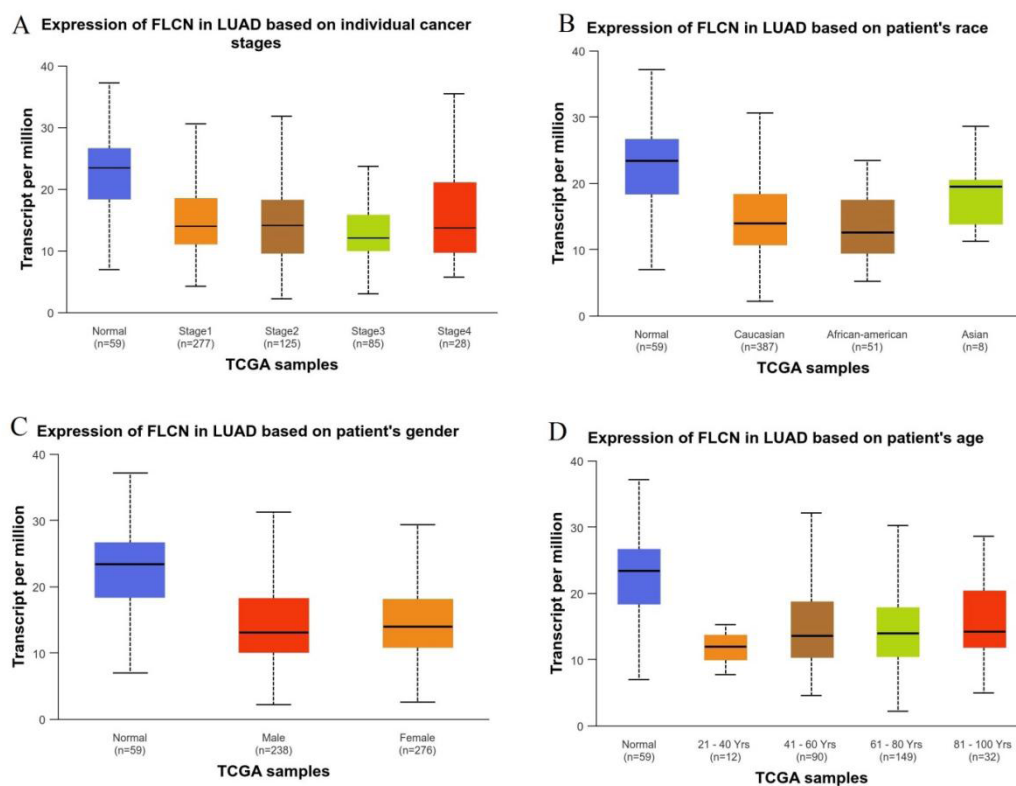 A
Expression of FLCN in LUAD based on individual cancer
stages
Transcript per million
40
30
20
10
0
Normal
(n=59)
Stage1
(n=277)
Stage2
(n=125)
Stage3
(n=85)
Stage4
(n=28)
TCGA samples
B
Expression of FLCN in LUAD based on patient's race
Transcript per million
40
30
20
10
0
Normal
(n=59)
Caucasian
(n=387)
African-american
(n=51)
Asian
(n=8)
TCGA samples
C
Expression of FLCN in LUAD based on patient's gender
Transcript per million
40
30
20
10
0
Normal
(n=59)
Male
(n=238)
Female
(n=276)
TCGA samples
D
Expression of FLCN in LUAD based on patient's age
Transcript per million
40
30
20
10
0
Normal
(n=59)
21 - 40 Yrs
(n=12)
41 - 60 Yrs
(n=90)
61 - 80 Yrs
(n=149)
81 - 100 Yrs
(n=32)
TCGA samples